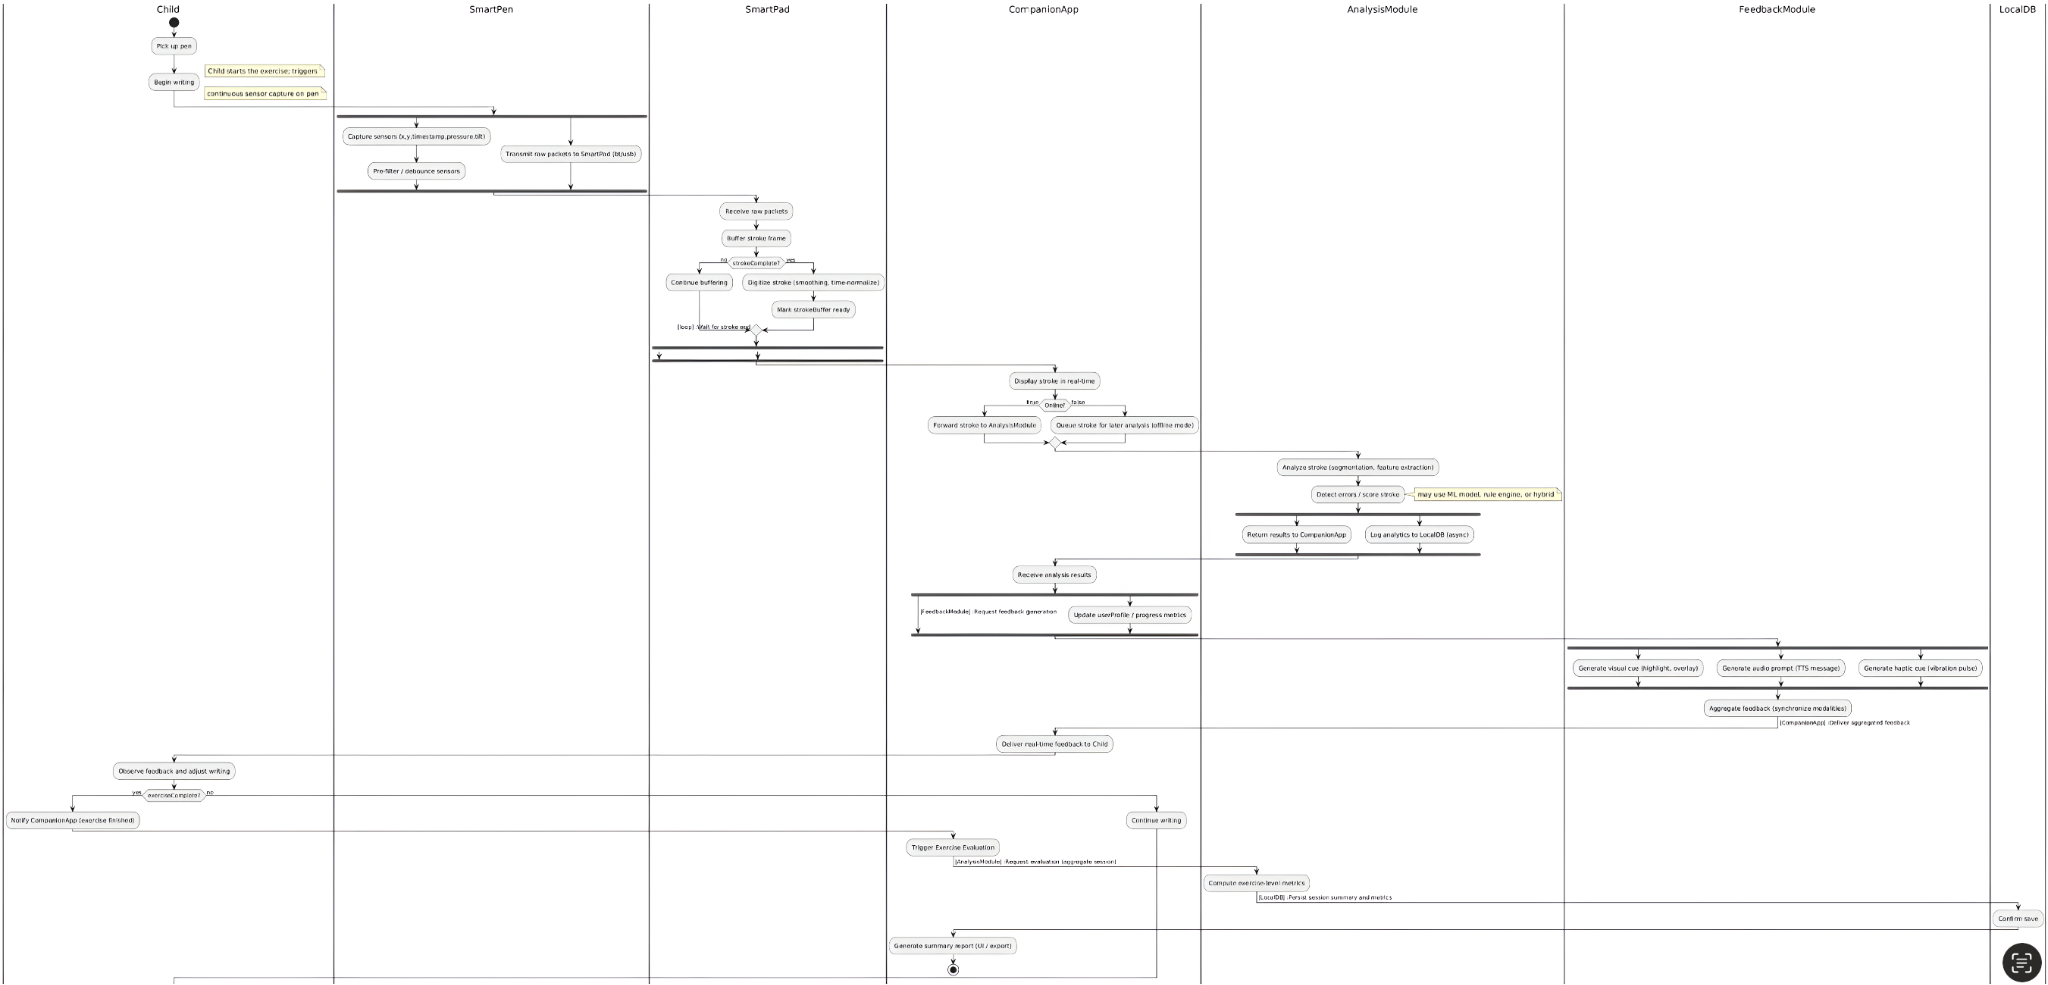 Child
SmartPen
SmartPad
CompanionApp
AnalysisModule
FeedbackModule
LocalDB
Pick up pen
Child starts the exercise; triggers
Begin writing
continuous sensor capture on pen
Capture sensors (x,y,timestamp,pressure,tilt)
Transmit raw packets to SmartPad (bt/usb)
Pre-filter / debounce sensors
Receive raw packets
Buffer stroke frame
no
strokeComplete?
yes
Continue buffering
Digitize stroke (smoothing, time-normalize)
Mark strokeBuffer ready
[loop] :Wait for stroke end
Display stroke in real-time
true
Online?
false
Forward stroke to AnalysisModule
Queue stroke for later analysis (offline mode)
Analyze stroke (segmentation, feature extraction)
Detect errors / score stroke
may use ML model, rule engine, or hybrid
Return results to CompanionApp
Log analytics to LocalDB (async)
Receive analysis results
|FeedbackModule| :Request feedback generation
Update userProfile / progress metrics
Generate visual cue (highlight, overlay)
Generate audio prompt (TTS message)
Generate haptic cue (vibration pulse)
Aggregate feedback (synchronize modalities)
|CompanionApp| :Deliver aggregated feedback
Deliver real-time feedback to Child
Observe feedback and adjust writing
yes
exerciseComplete?
no
Notify CompanionApp (exercise finished)
Continue writing
Trigger Exercise Evaluation
|AnalysisModule| :Request evaluation (aggregate session)
Compute exercise-level metrics
|LocalDB| :Persist session summary and metrics
Confirm save
Generate summary report (UI / export)